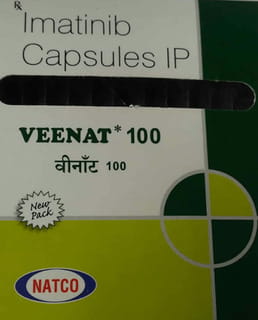 ℞
Imatinib
Capsules IP
VEENAT* 100
वीनाँट 100
New
Pack
NATCO